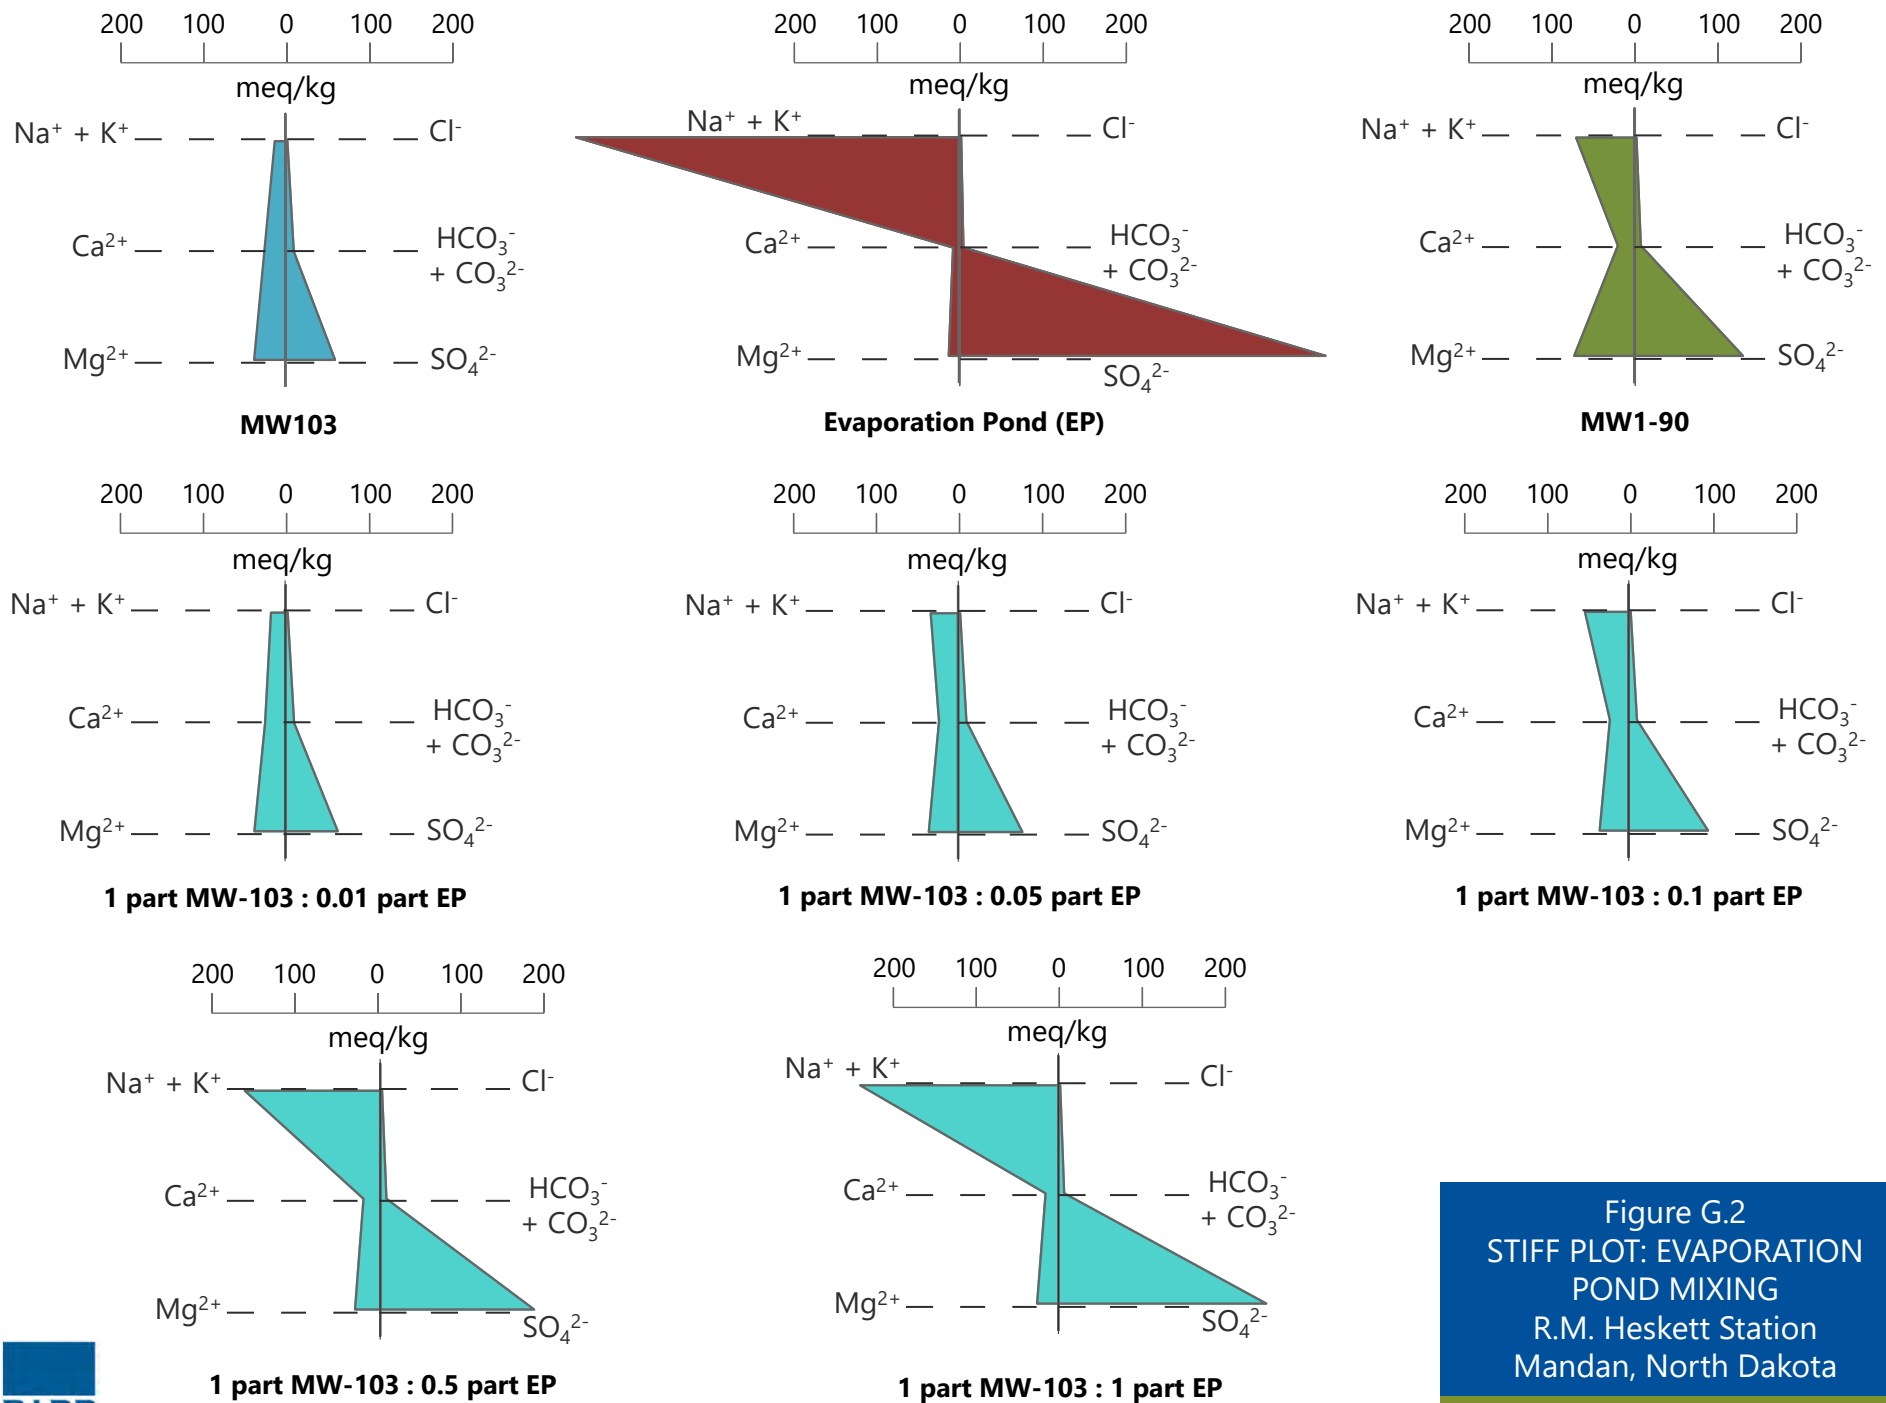 200 100 0 100 200
meq/kg
Na⁺ + K⁺ Cl⁻
Ca²⁺ HCO₃⁻
+ CO₃²⁻
Mg²⁺ SO₄²⁻
MW103
200 100 0 100 200
meq/kg
Na⁺ + K⁺ Cl⁻
Ca²⁺ HCO₃⁻
+ CO₃²⁻
Mg²⁺
SO₄²⁻
Evaporation Pond (EP)
200 100 0 100 200
meq/kg
Na⁺ + K⁺ Cl⁻
Ca²⁺ HCO₃⁻
+ CO₃²⁻
Mg²⁺ SO₄²⁻
MW1-90
200 100 0 100 200
meq/kg
Na⁺ + K⁺ Cl⁻
Ca²⁺ HCO₃⁻
+ CO₃²⁻
Mg²⁺ SO₄²⁻
1 part MW-103 : 0.01 part EP
200 100 0 100 200
meq/kg
Na⁺ + K⁺ Cl⁻
Ca²⁺ HCO₃⁻
+ CO₃²⁻
Mg²⁺ SO₄²⁻
1 part MW-103 : 0.05 part EP
200 100 0 100 200
meq/kg
Na⁺ + K⁺ Cl⁻
Ca²⁺ HCO₃⁻
+ CO₃²⁻
Mg²⁺ SO₄²⁻
1 part MW-103 : 0.1 part EP
200 100 0 100 200
meq/kg
Na⁺ + K⁺ Cl⁻
Ca²⁺ HCO₃⁻
+ CO₃²⁻
Mg²⁺
SO₄²⁻
1 part MW-103 : 0.5 part EP
200 100 0 100 200
meq/kg
Na⁺ + K⁺ Cl⁻
Ca²⁺ HCO₃⁻
+ CO₃²⁻
Mg²⁺
SO₄²⁻
1 part MW-103 : 1 part EP
Figure G.2
STIFF PLOT: EVAPORATION
POND MIXING
R.M. Heskett Station
Mandan, North Dakota